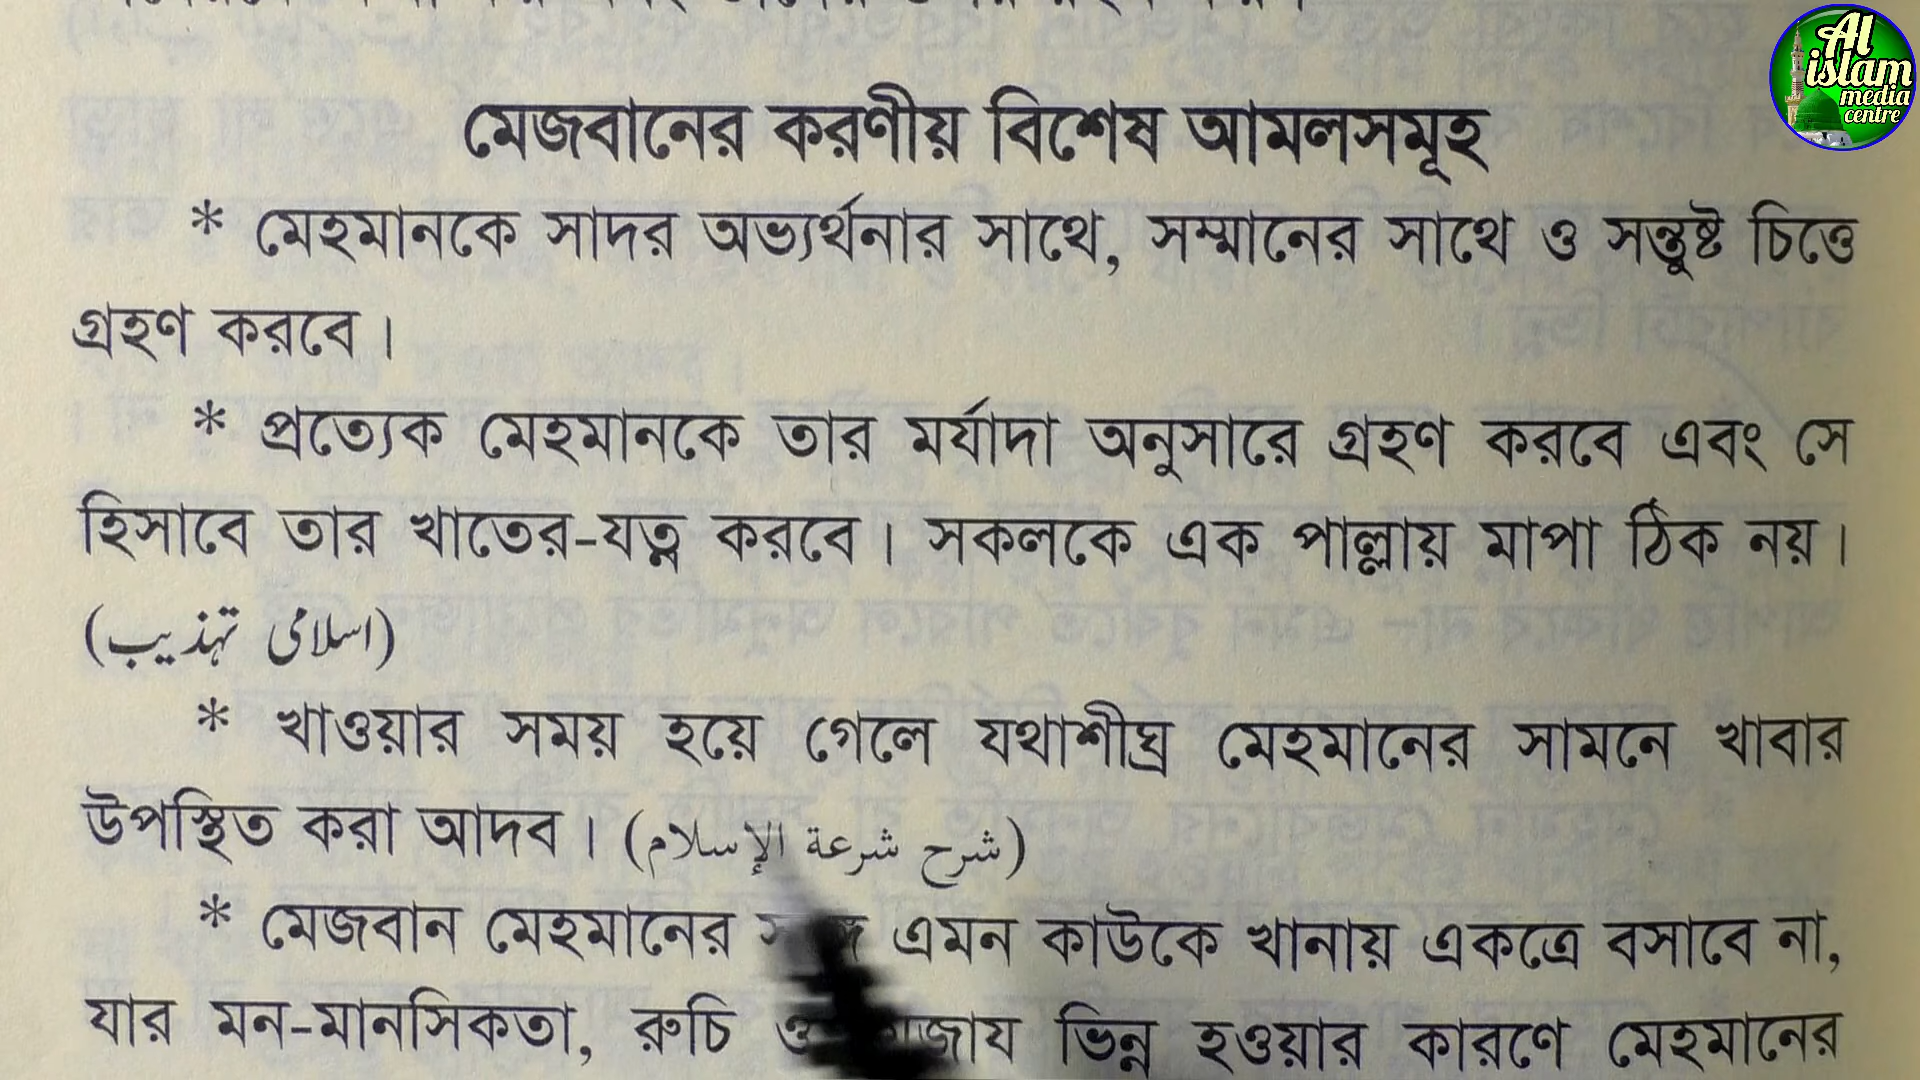 Al
islam
media
centre
মেজবানের করণীয় বিশেষ আমলসমূহ
* মেহমানকে সাদর অভ্যর্থনার সাথে, সম্মানের সাথে ও সন্তুষ্ট চিত্তে
গ্রহণ করবে।
* প্রত্যেক মেহমানকে তার মর্যাদা অনুসারে গ্রহণ করবে এবং সে
হিসাবে তার খাতের-যত্ন করবে। সকলকে এক পাল্লায় মাপা ঠিক নয়।
(اسلامی تہذیب)
* খাওয়ার সময় হয়ে গেলে যথাশীঘ্র মেহমানের সামনে খাবার
উপস্থিত করা আদব। (شرح شرعة الإسلام)
* মেজবান মেহমানের এমন কাউকে খানায় একত্রে বসাবে না,
যার মন-মানসিকতা, রুচি ভিন্ন হওয়ার কারণে মেহমানের